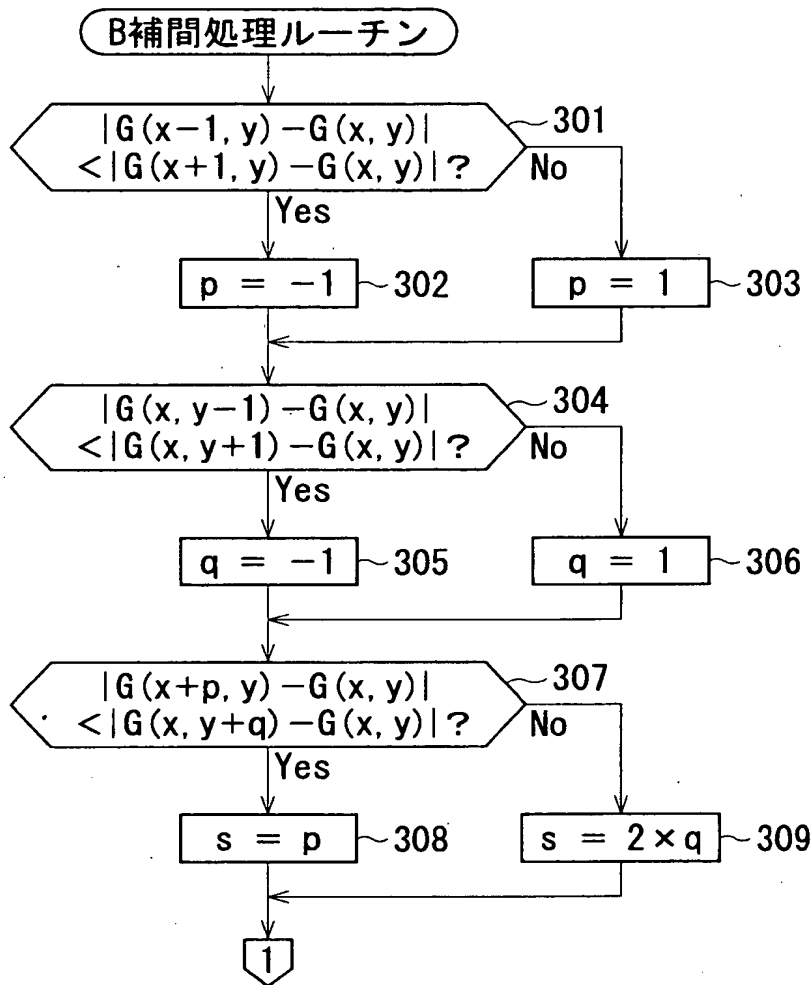 B補間処理ルーチン
|G(x−1, y)−G(x, y)|
<|G(x+1, y)−G(x, y)|?
301
No
Yes
p = −1
302
p = 1
303
|G(x, y−1)−G(x, y)|
<|G(x, y+1)−G(x, y)|?
304
No
Yes
q = −1
305
q = 1
306
|G(x+p, y)−G(x, y)|
<|G(x, y+q)−G(x, y)|?
307
No
Yes
s = p
308
s = 2×q
309
1